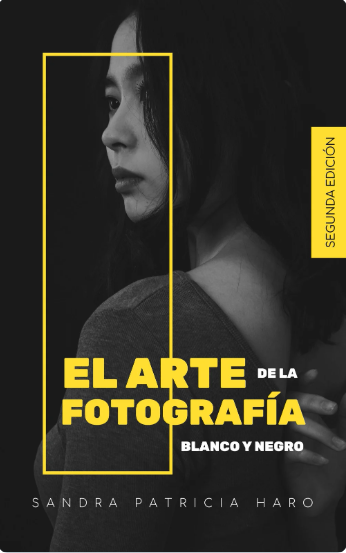 SEGUNDA EDICIÓN
EL ARTE DE LA
FOTOGRAFÍA
BLANCO Y NEGRO
SANDRA PATRICIA HARO